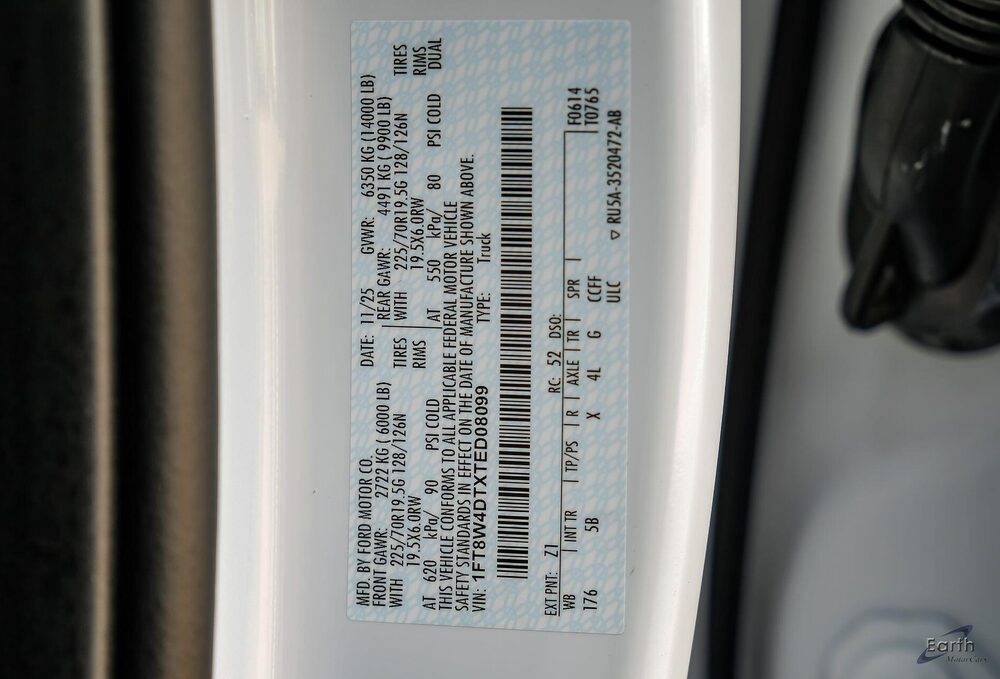 MFD. BY FORD MOTOR CO. DATE: 11/25 GVWR: 6350 KG (14000 LB)
FRONT GAWR: 2722 KG ( 6000 LB) REAR GAWR: 4491 KG ( 9900 LB)
WITH 225/70R19.5G 128/126N TIRES WITH 225/70R19.5G 128/126N TIRES
19.5X6.0RW RIMS 19.5X6.0RW RIMS
AT 620 kPa/ 90 PSI COLD AT 550 kPa/ 80 PSI COLD DUAL
THIS VEHICLE CONFORMS TO ALL APPLICABLE FEDERAL MOTOR VEHICLE
SAFETY STANDARDS IN EFFECT ON THE DATE OF MANUFACTURE SHOWN ABOVE.
VIN: 1FT8W4DTXTED08099 TYPE: Truck
EXT PNT: Z1 RC: 52 DSO: F0614
WB | INT TR | TP/PS | R | AXLE | TR | SPR | T0765
176 5B X 4L G CCFF
ULC ▽ RU5A-3520472-AB
Earth
MotorCars